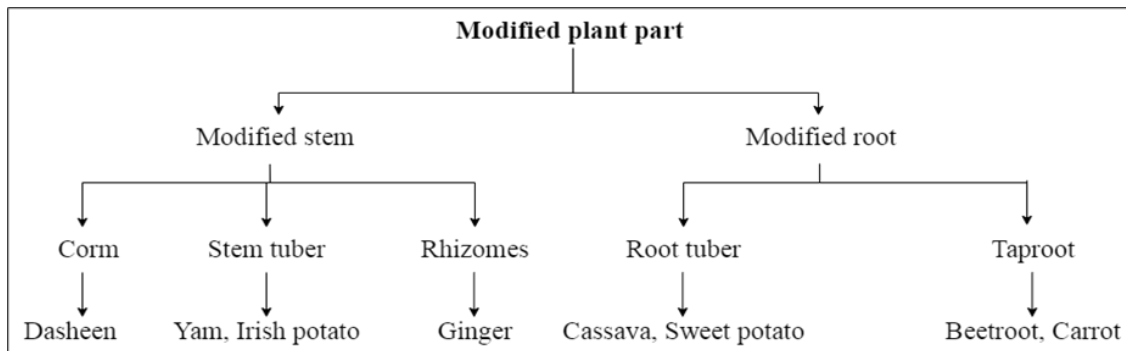 Modified plant part
Modified stem Modified root
Corm Stem tuber Rhizomes Root tuber Taproot
Dasheen Yam, Irish potato Ginger Cassava, Sweet potato Beetroot, Carrot